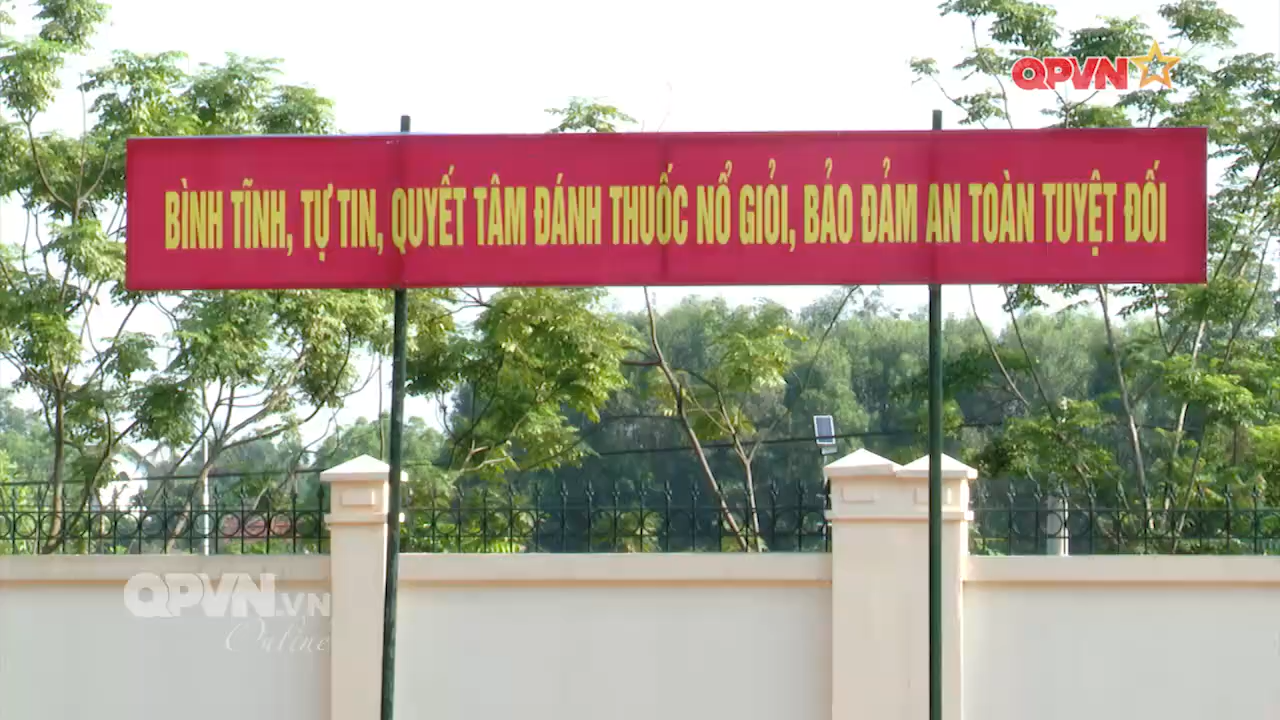 QPVN
BÌNH TĨNH, TỰ TIN, QUYẾT TÂM ĐÁNH THUỐC NỔ GIỎI, BẢO ĐẢM AN TOÀN TUYỆT ĐỐI
QPVN.VN
Online